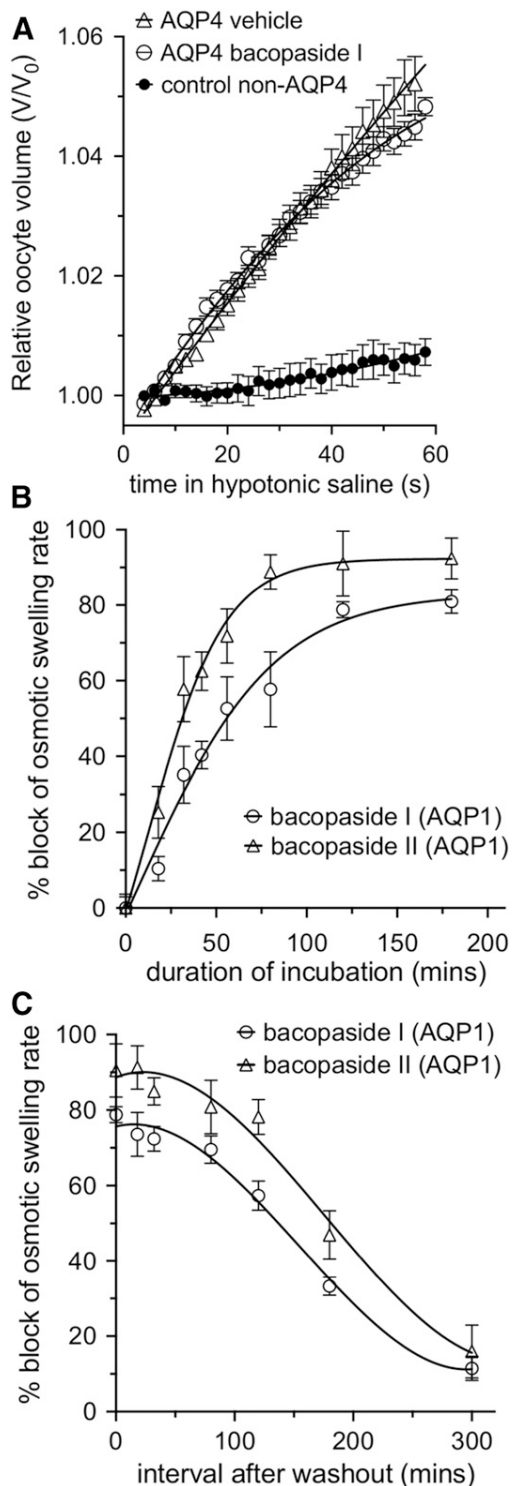 A
AQP4 vehicle
AQP4 bacopaside I
control non-AQP4
Relative oocyte volume (V/V0)
1.06
1.04
1.02
1.00
0 20 40 60
time in hypotonic saline (s)
B
% block of osmotic swelling rate
100
80
60
40
20
0
bacopaside I (AQP1)
bacopaside II (AQP1)
0 50 100 150 200
duration of incubation (mins)
C
% block of osmotic swelling rate
bacopaside I (AQP1)
bacopaside II (AQP1)
100
80
60
40
20
0
0 100 200 300
interval after washout (mins)